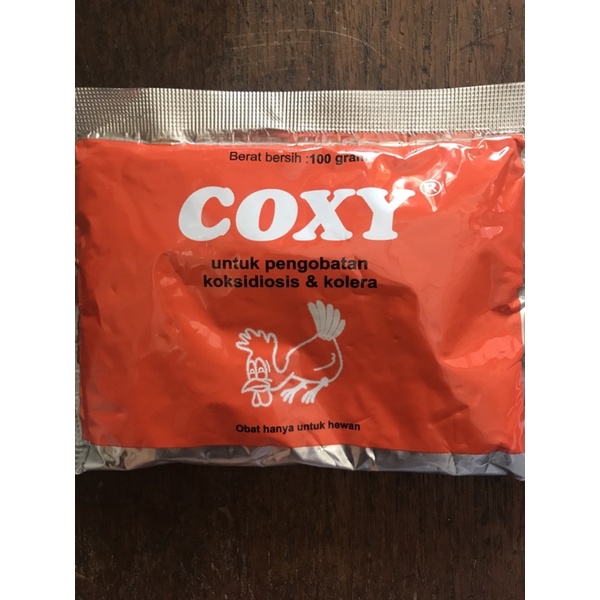 Berat bersih :100 gram
COXY®
untuk pengobatan
koksidiosis & kolera
Obat hanya untuk hewan